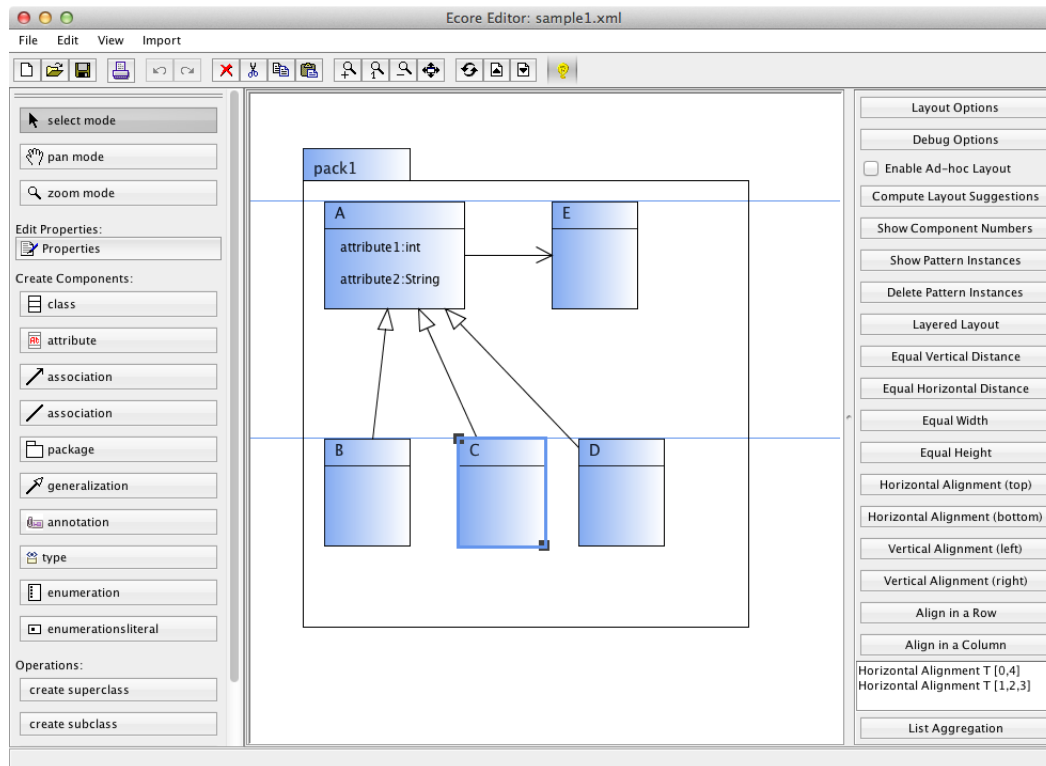 Ecore Editor: sample1.xml
File Edit View Import
select mode
pan mode
zoom mode
Edit Properties:
Properties
Create Components:
class
attribute
association
association
package
generalization
annotation
type
enumeration
enumerationsliteral
Operations:
create superclass
create subclass
pack1
A
attribute1:int
attribute2:String
E
B
C
D
Layout Options
Debug Options
Enable Ad-hoc Layout
Compute Layout Suggestions
Show Component Numbers
Show Pattern Instances
Delete Pattern Instances
Layered Layout
Equal Vertical Distance
Equal Horizontal Distance
Equal Width
Equal Height
Horizontal Alignment (top)
Horizontal Alignment (bottom)
Vertical Alignment (left)
Vertical Alignment (right)
Align in a Row
Align in a Column
Horizontal Alignment T [0,4]
Horizontal Alignment T [1,2,3]
List Aggregation